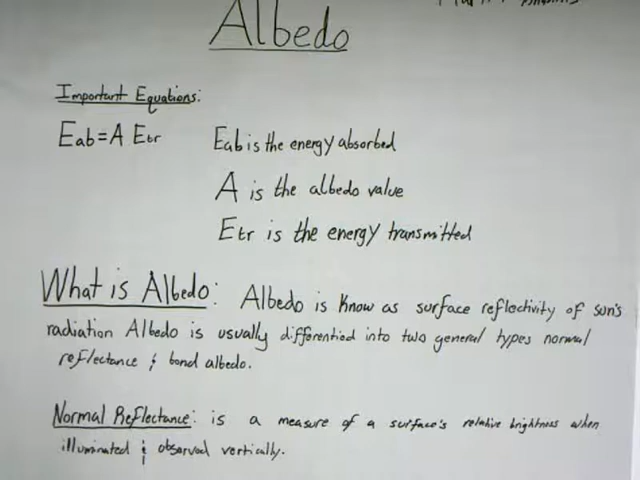 Albedo
Important Equations:
Eab = A Etr
Eab is the energy absorbed
A is the albedo value
Etr is the energy transmitted
What is Albedo: Albedo is know as surface reflectivity of sun's
radiation Albedo is usually differentied into two general types normal
reflectance & bond albedo.
Normal Reflectance: is a measure of a surface's relative brightness when
illuminated & observed vertically.